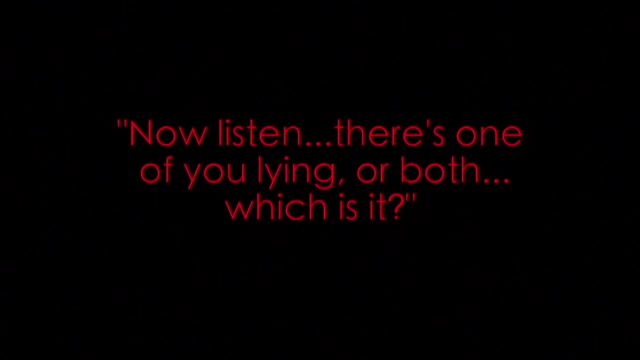 "Now listen...there's one
of you lying, or both...
which is it?"